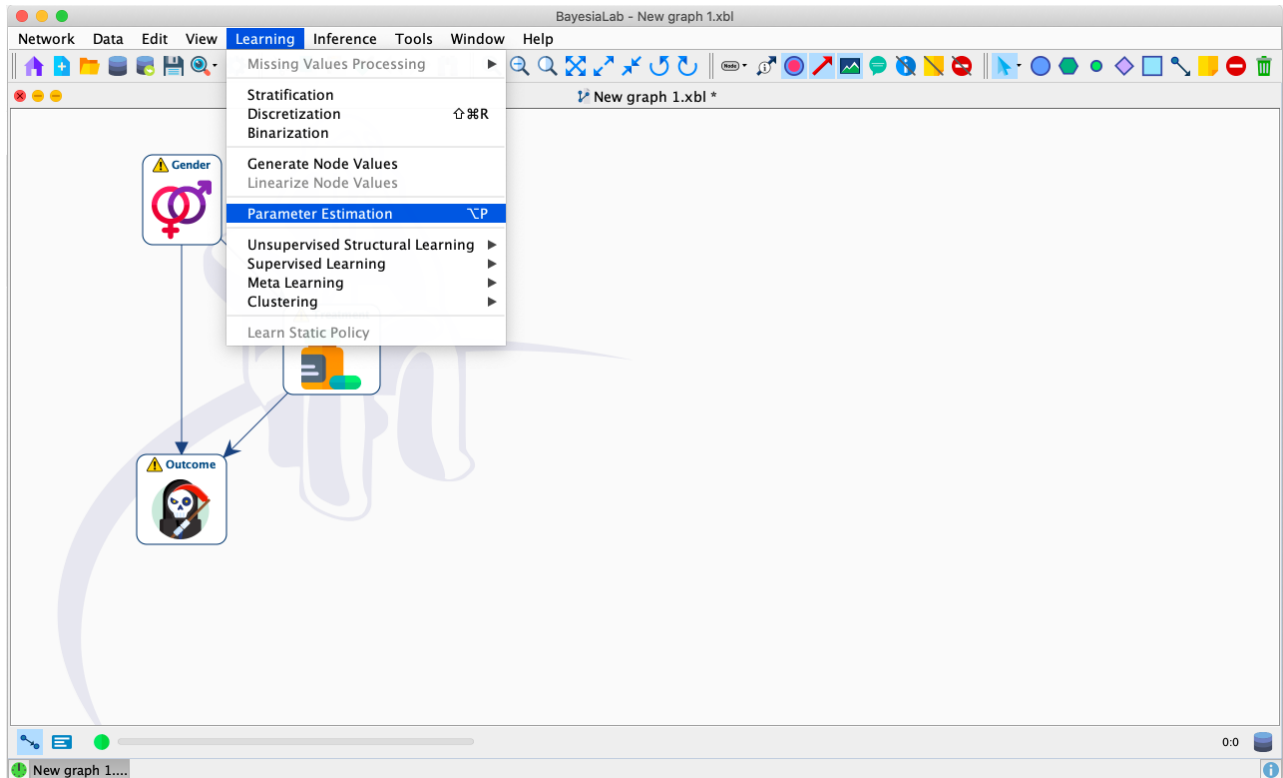 BayesiaLab - New graph 1.xbl
Network Data Edit View Learning Inference Tools Window Help
Node
New graph 1.xbl *
Missing Values Processing
Stratification
Discretization ⇧⌘R
Binarization
Generate Node Values
Linearize Node Values
Parameter Estimation ⌥P
Unsupervised Structural Learning
Supervised Learning
Meta Learning
Clustering
Learn Static Policy
Gender
Outcome
0:0
New graph 1....